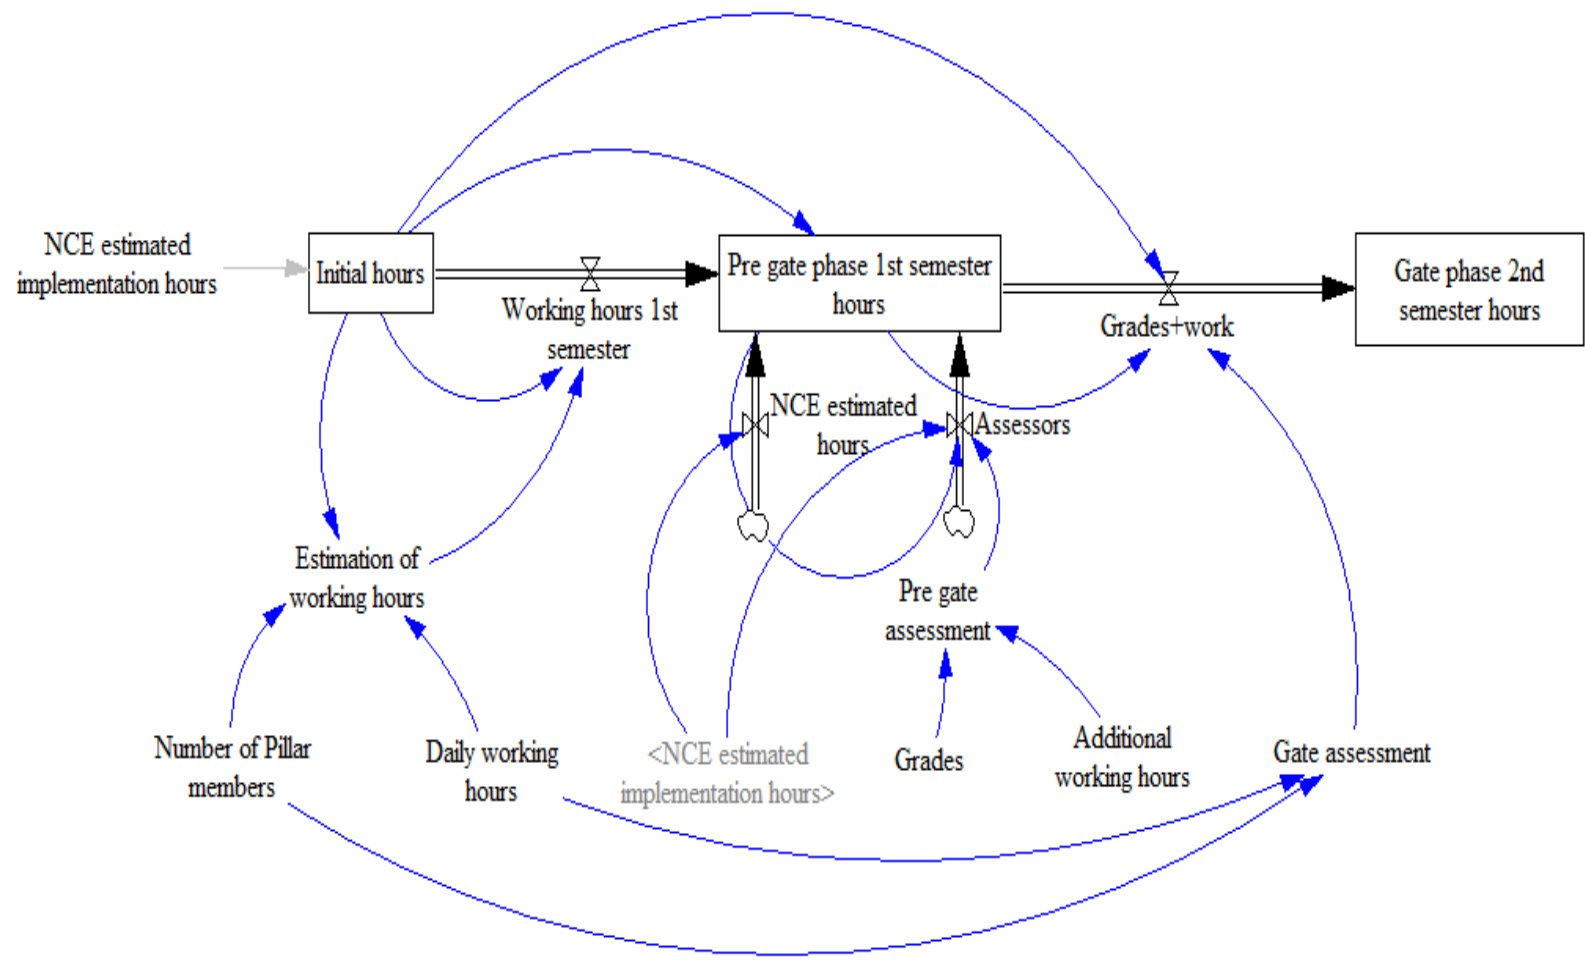 NCE estimated
implementation hours
Initial hours
Working hours 1st
semester
Pre gate phase 1st semester
hours
Grades+work
Gate phase 2nd
semester hours
NCE estimated
hours
Assessors
Estimation of
working hours
Pre gate
assessment
Number of Pillar
members
Daily working
hours
<NCE estimated
implementation hours>
Grades
Additional
working hours
Gate assessment